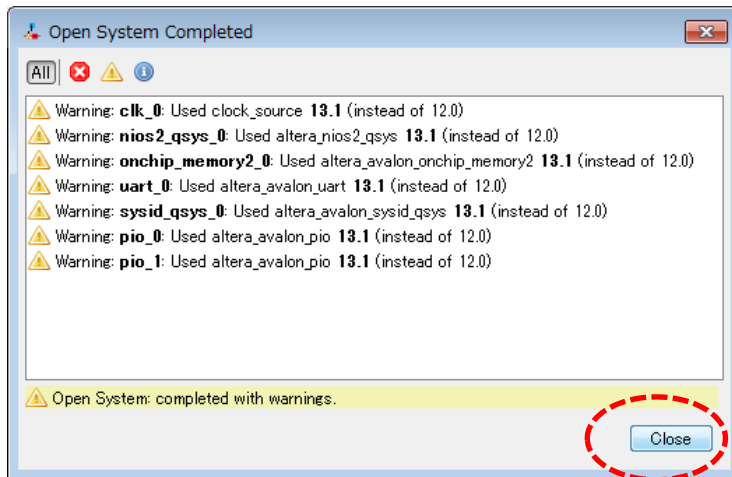 Open System Completed
All
Warning: clk_0: Used clock_source 13.1 (instead of 12.0)
Warning: nios2_qsys_0: Used altera_nios2_qsys 13.1 (instead of 12.0)
Warning: onchip_memory2_0: Used altera_avalon_onchip_memory2 13.1 (instead of 12.0)
Warning: uart_0: Used altera_avalon_uart 13.1 (instead of 12.0)
Warning: sysid_qsys_0: Used altera_avalon_sysid_qsys 13.1 (instead of 12.0)
Warning: pio_0: Used altera_avalon_pio 13.1 (instead of 12.0)
Warning: pio_1: Used altera_avalon_pio 13.1 (instead of 12.0)
Open System: completed with warnings.
Close